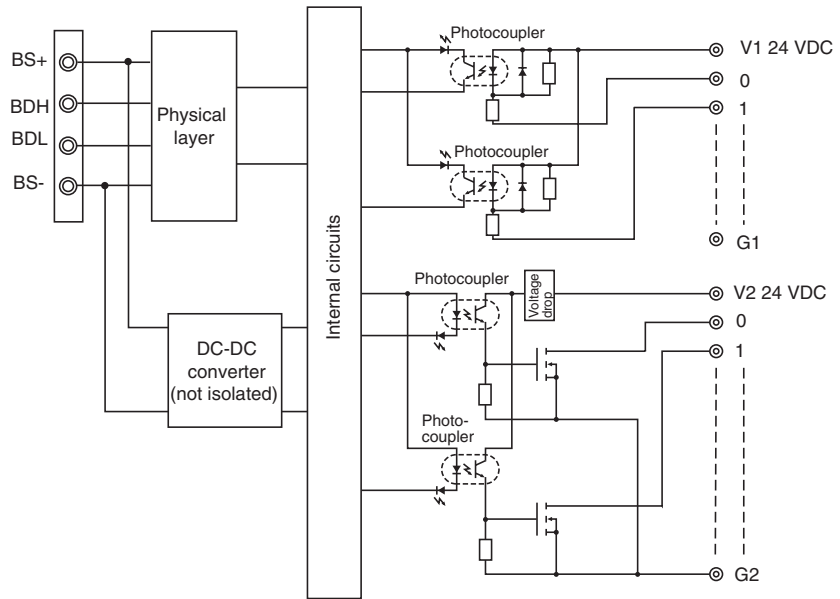 BS+
BDH
BDL
BS-
Physical
layer
DC-DC
converter
(not isolated)
Internal circuits
Photocoupler
V1 24 VDC
0
1
Photocoupler
G1
Photocoupler
Voltage
drop
V2 24 VDC
0
1
Photo-
coupler
G2